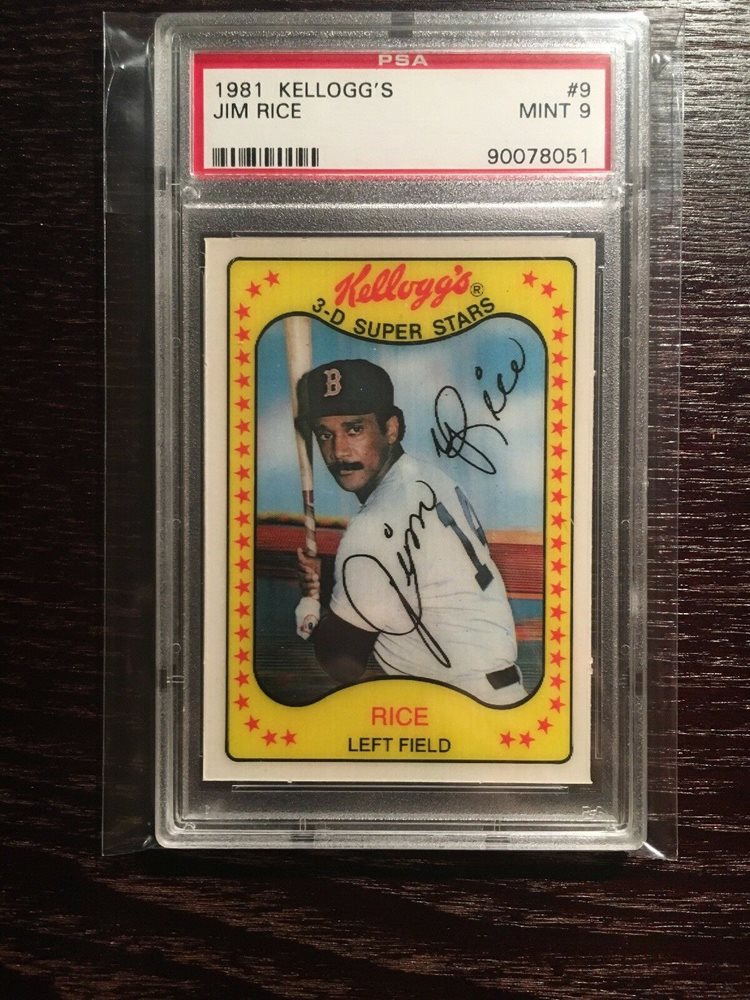 PSA
1981 KELLOGG'S #9
JIM RICE MINT 9
90078051
Kellogg's®
3-D SUPER STARS
B
Jim Rice
14
RICE
LEFT FIELD